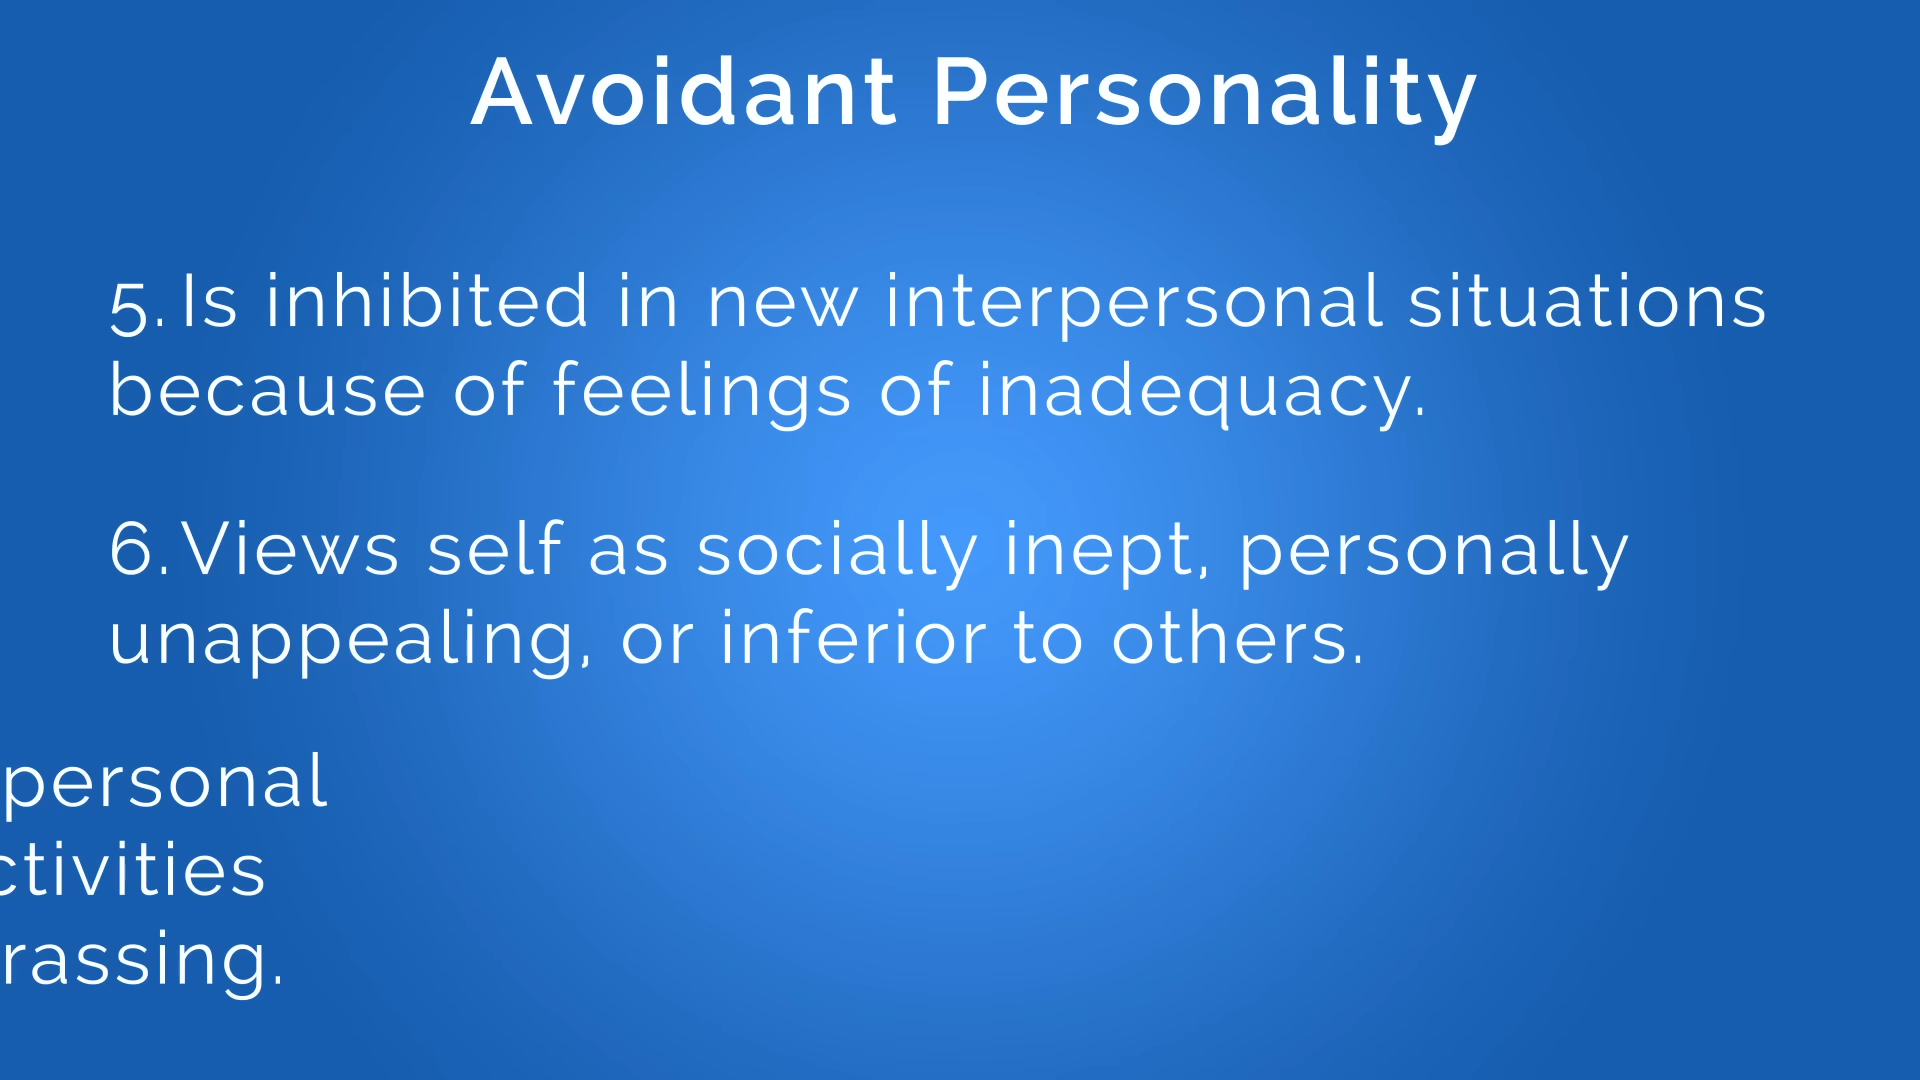 Avoidant Personality
5. Is inhibited in new interpersonal situations
because of feelings of inadequacy.
6. Views self as socially inept, personally
unappealing, or inferior to others.
personal
ctivities
rassing.